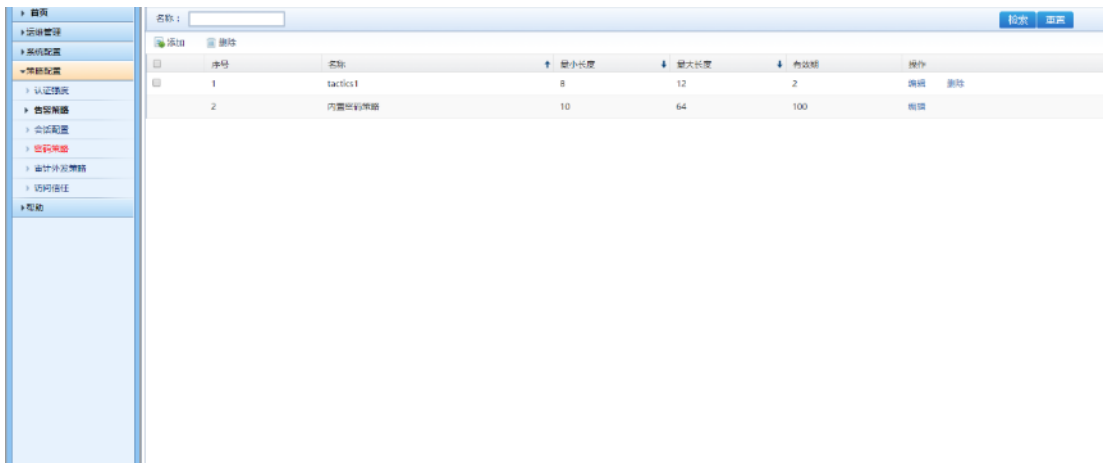 首页
运维管理
系统配置
策略配置
认证强度
告警策略
会话配置
密码策略
审计外发策略
访问信任
帮助
名称：
检索 重置
添加 删除
序号 名称 最小长度 最大长度 有效期 操作
1 tactics1 8 12 2 编辑 删除
2 内置密码策略 10 64 100 编辑